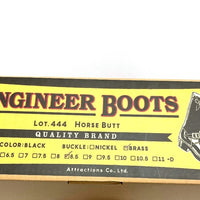 ENGINEER BOOTS
LOT.444 HORSE BUTT
QUALITY BRAND
COLOR:BLACK BUCKLE: □NICKEL ☑BRASS
□6.5 □7 □7.5 □8 ☑8.5 □9 □9.5 □10 □10.5 □11 -D
Attractions Co., Ltd.